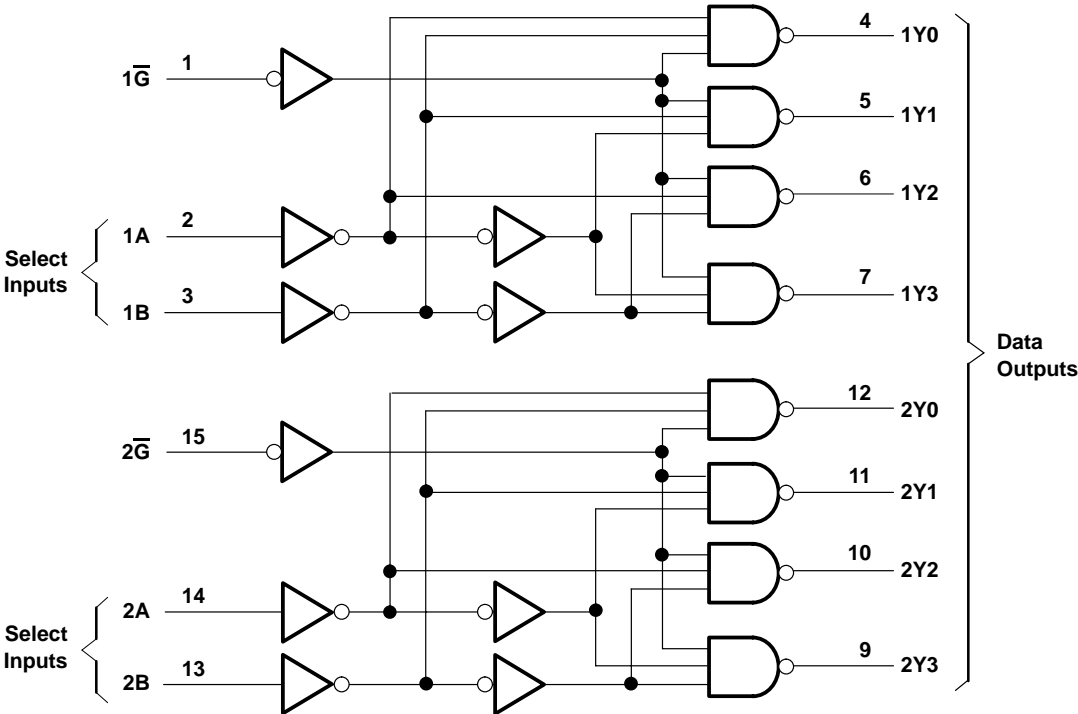 4
1Y0
1G̅ 1
5
1Y1
6
1Y2
1A 2
Select
Inputs
1B 3
7
1Y3
Data
Outputs
12
2Y0
2G̅ 15
11
2Y1
10
2Y2
2A 14
Select
Inputs
2B 13
9
2Y3